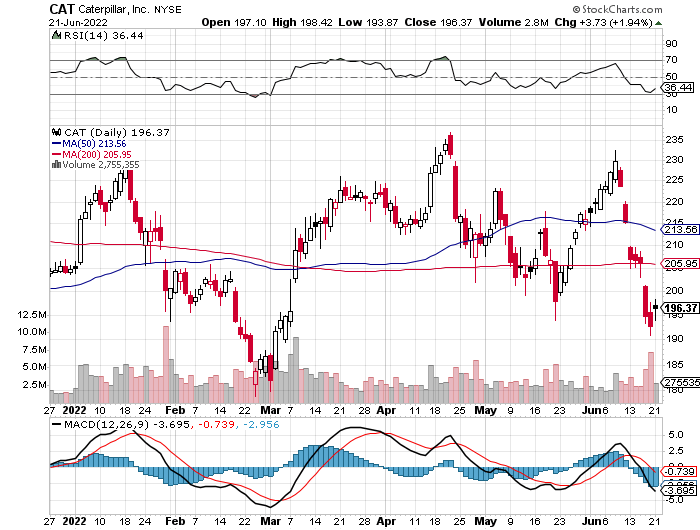 CAT Caterpillar, Inc. NYSE
© StockCharts.com
21-Jun-2022
Open 197.10 High 198.42 Low 193.87 Close 196.37 Volume 2.8M Chg +3.73 (+1.94%)
RSI(14) 36.44
90
70
50
36.44
30
10
CAT (Daily) 196.37
MA(50) 213.56
MA(200) 205.95
Volume 2,755,355
235
230
225
220
215
213.56
210
205.95
200
196.37
195
190
185
180
12.5M
10.0M
7.5M
5.0M
2.5M
275535
27 2022 10 18 24 Feb 7 14 22 Mar 7 14 21 28 Apr 11 18 25 May 9 16 23 Jun 6 13 21
MACD(12,26,9) -3.695, -0.739, -2.956
5.0
2.5
0.0
-0.739
-3.695
-5.0
27 2022 10 18 24 Feb 7 14 22 Mar 7 14 21 28 Apr 11 18 25 May 9 16 23 Jun 6 13 21